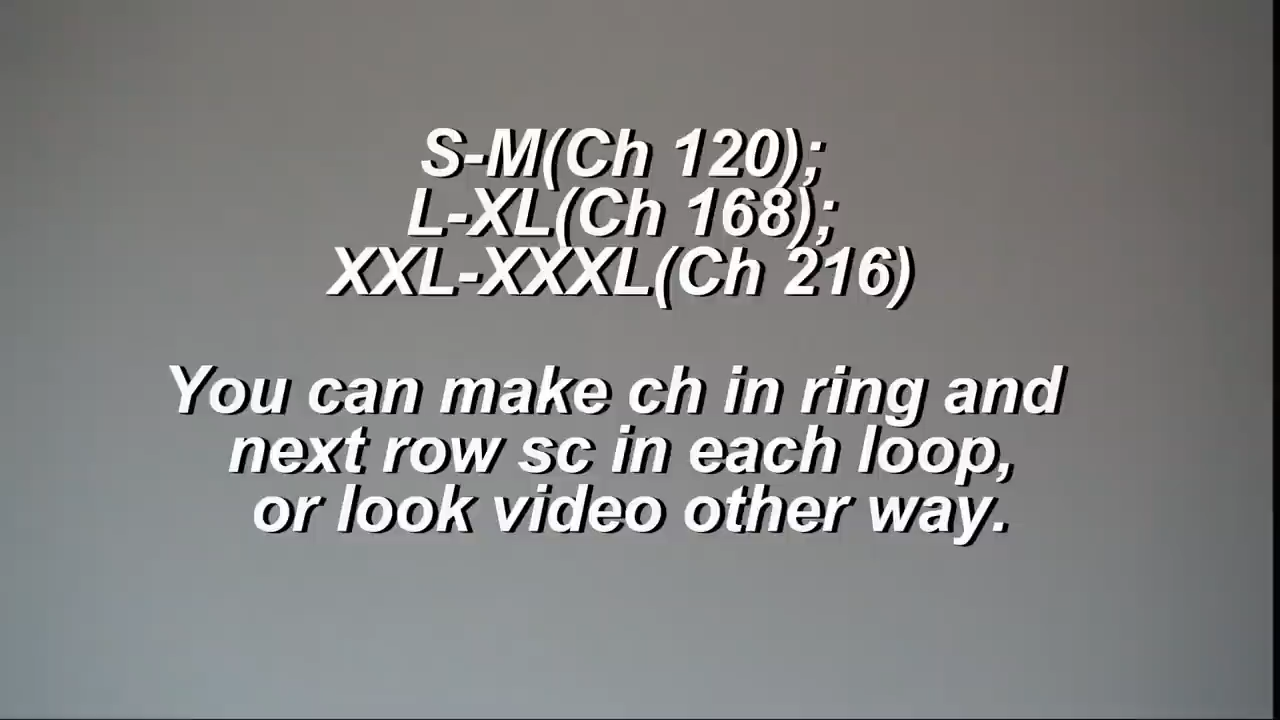 S-M(Ch 120);
L-XL(Ch 168);
XXL-XXXL(Ch 216)
You can make ch in ring and
next row sc in each loop,
or look video other way.